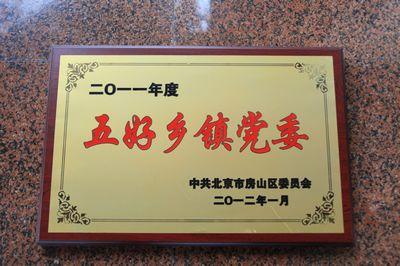 二〇一一年度
五好乡镇党委
中共北京市房山区委员会
二〇一二年一月